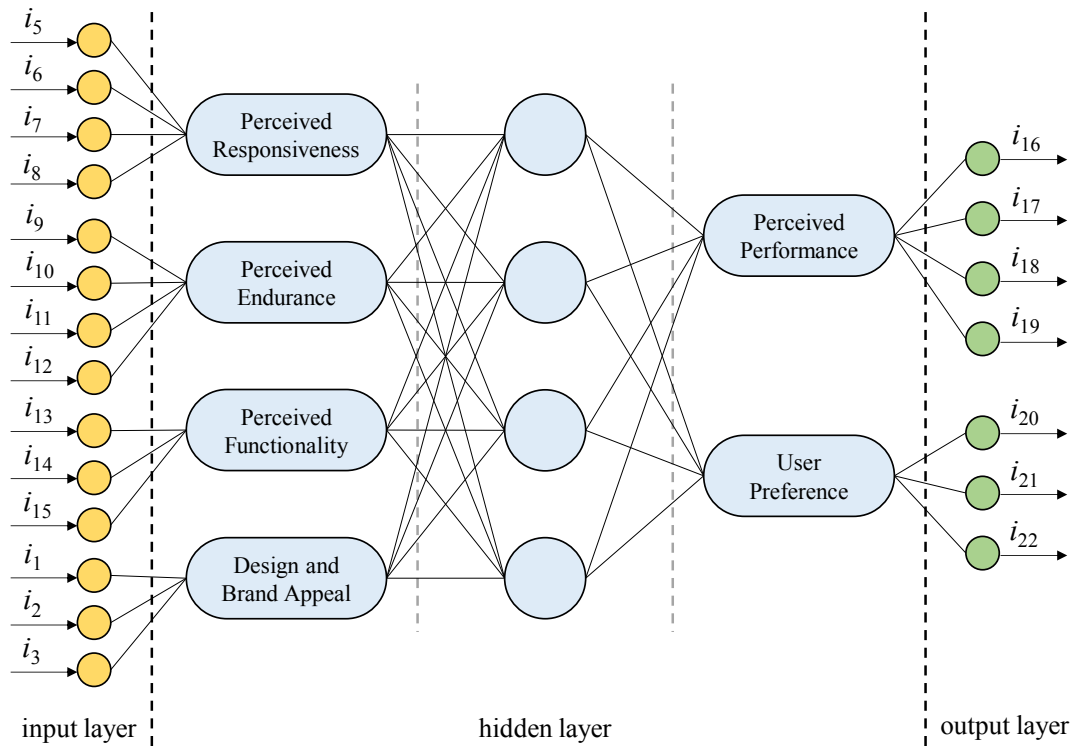 i5
i6
i7
i8
i9
i10
i11
i12
i13
i14
i15
i1
i2
i3
Perceived
Responsiveness
Perceived
Endurance
Perceived
Functionality
Design and
Brand Appeal
Perceived
Performance
User
Preference
i16
i17
i18
i19
i20
i21
i22
input layer
hidden layer
output layer